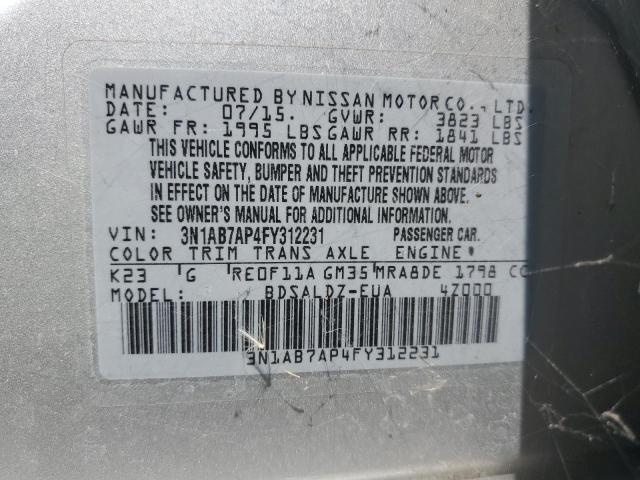 MANUFACTURED BY NISSAN MOTOR CO., LTD.
DATE: 07/15. GVWR: 3823 LBS
GAWR FR: 1995 LBS GAWR RR: 1841 LBS
THIS VEHICLE CONFORMS TO ALL APPLICABLE FEDERAL MOTOR
VEHICLE SAFETY, BUMPER AND THEFT PREVENTION STANDARDS
IN EFFECT ON THE DATE OF MANUFACTURE SHOWN ABOVE.
SEE OWNER'S MANUAL FOR ADDITIONAL INFORMATION.
VIN: 3N1AB7AP4FY312231 PASSENGER CAR.
COLOR TRIM TRANS AXLE ENGINE
K23 G RE0F11A GM35 MRA8DE 1798 CC
MODEL: BDSALDZ-EUA 4Z000
3N1AB7AP4FY312231